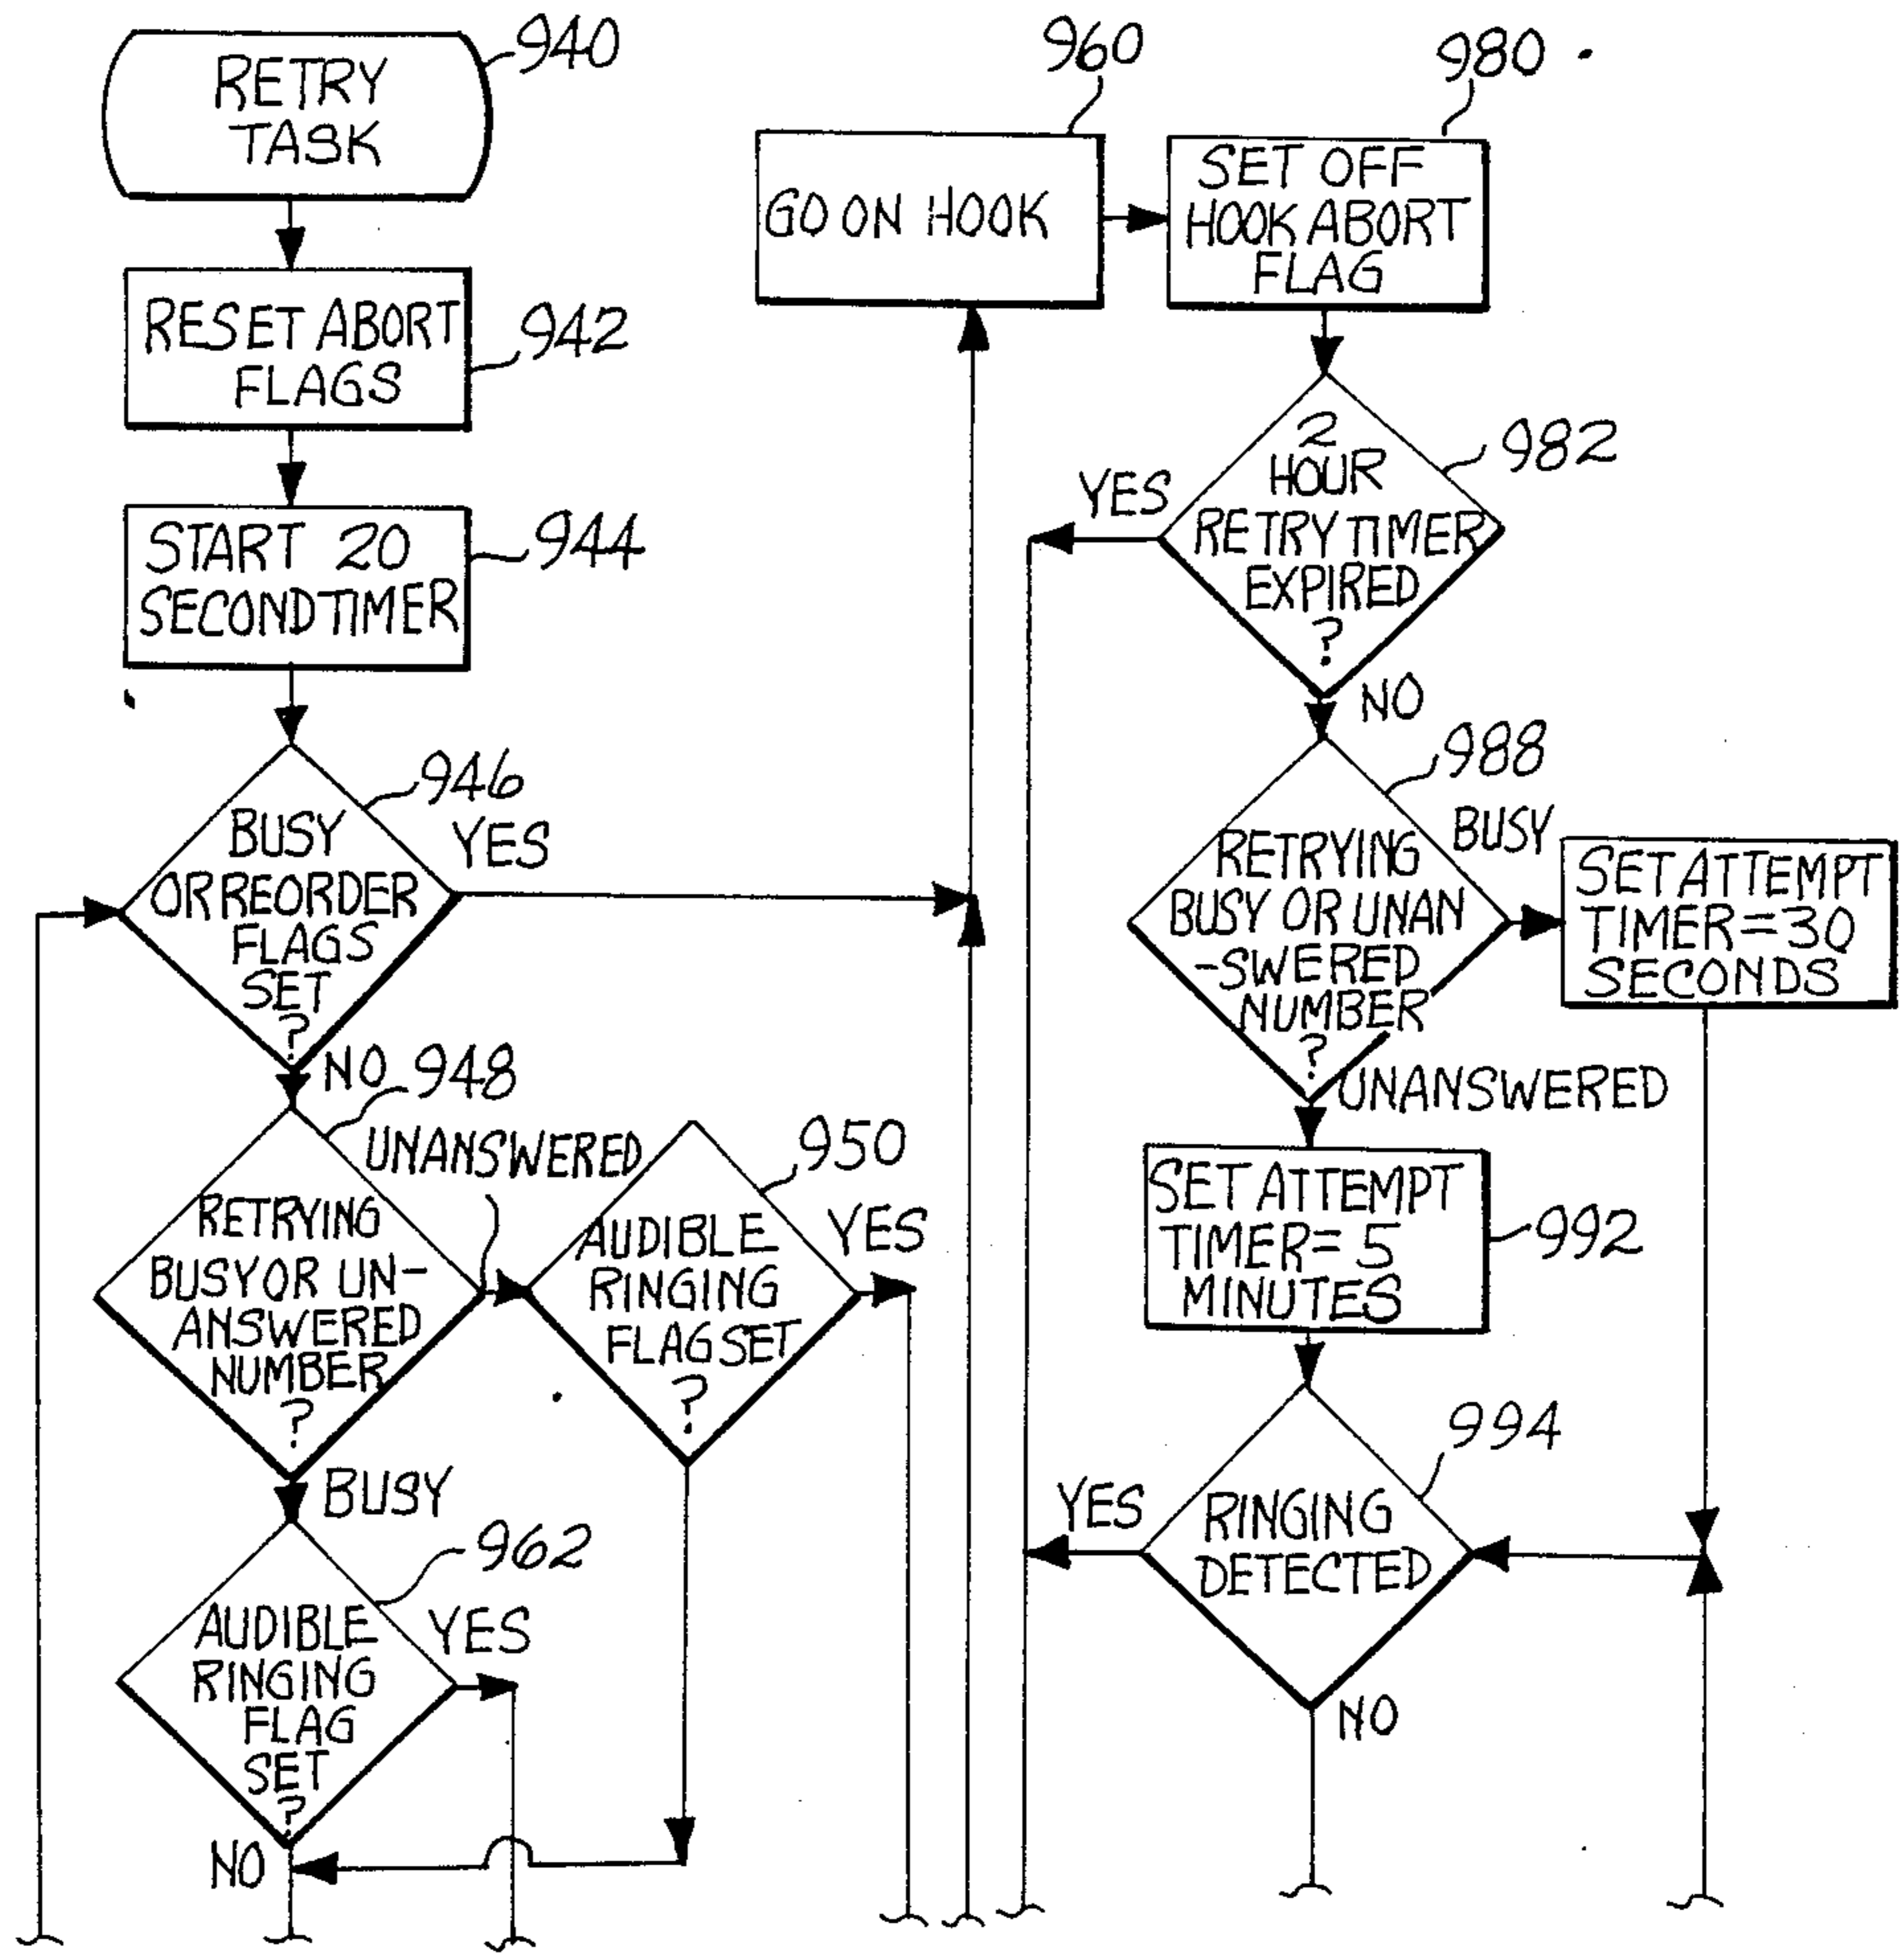 940
RETRY
TASK
RESET ABORT
FLAGS
942
START 20
SECOND TIMER
944
946
BUSY
OR REORDER
FLAGS
SET
?
YES
NO
948
RETRYING
BUSY OR UN-
ANSWERED
NUMBER
?
UNANSWERED
BUSY
950
AUDIBLE
RINGING
FLAG SET
?
YES
962
AUDIBLE
RINGING
FLAG
SET
?
YES
NO
960
GO ON HOOK
980
SET OFF
HOOK ABORT
FLAG
982
2
HOUR
RETRY TIMER
EXPIRED
?
YES
NO
988
RETRYING
BUSY OR UNAN
-SWERED
NUMBER
?
BUSY
SET ATTEMPT
TIMER=30
SECONDS
UNANSWERED
SET ATTEMPT
TIMER=5
MINUTES
992
994
RINGING
DETECTED
YES
NO